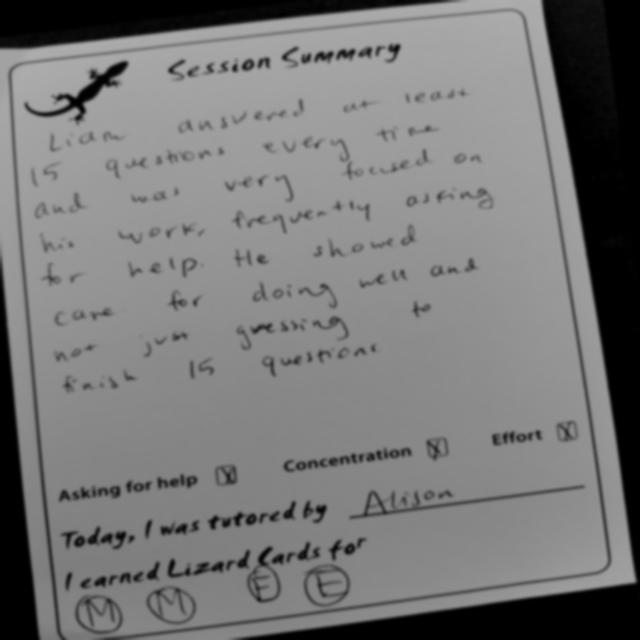 Session Summary
Liam answered at least
15 questions every time
and was very focused on
his work, frequently asking
for help. He showed
care for doing well and
not just guessing to
finish 15 questions
Asking for help X Concentration X Effort X
Today, I was tutored by Alison
I earned Lizard Cards for
M M E E